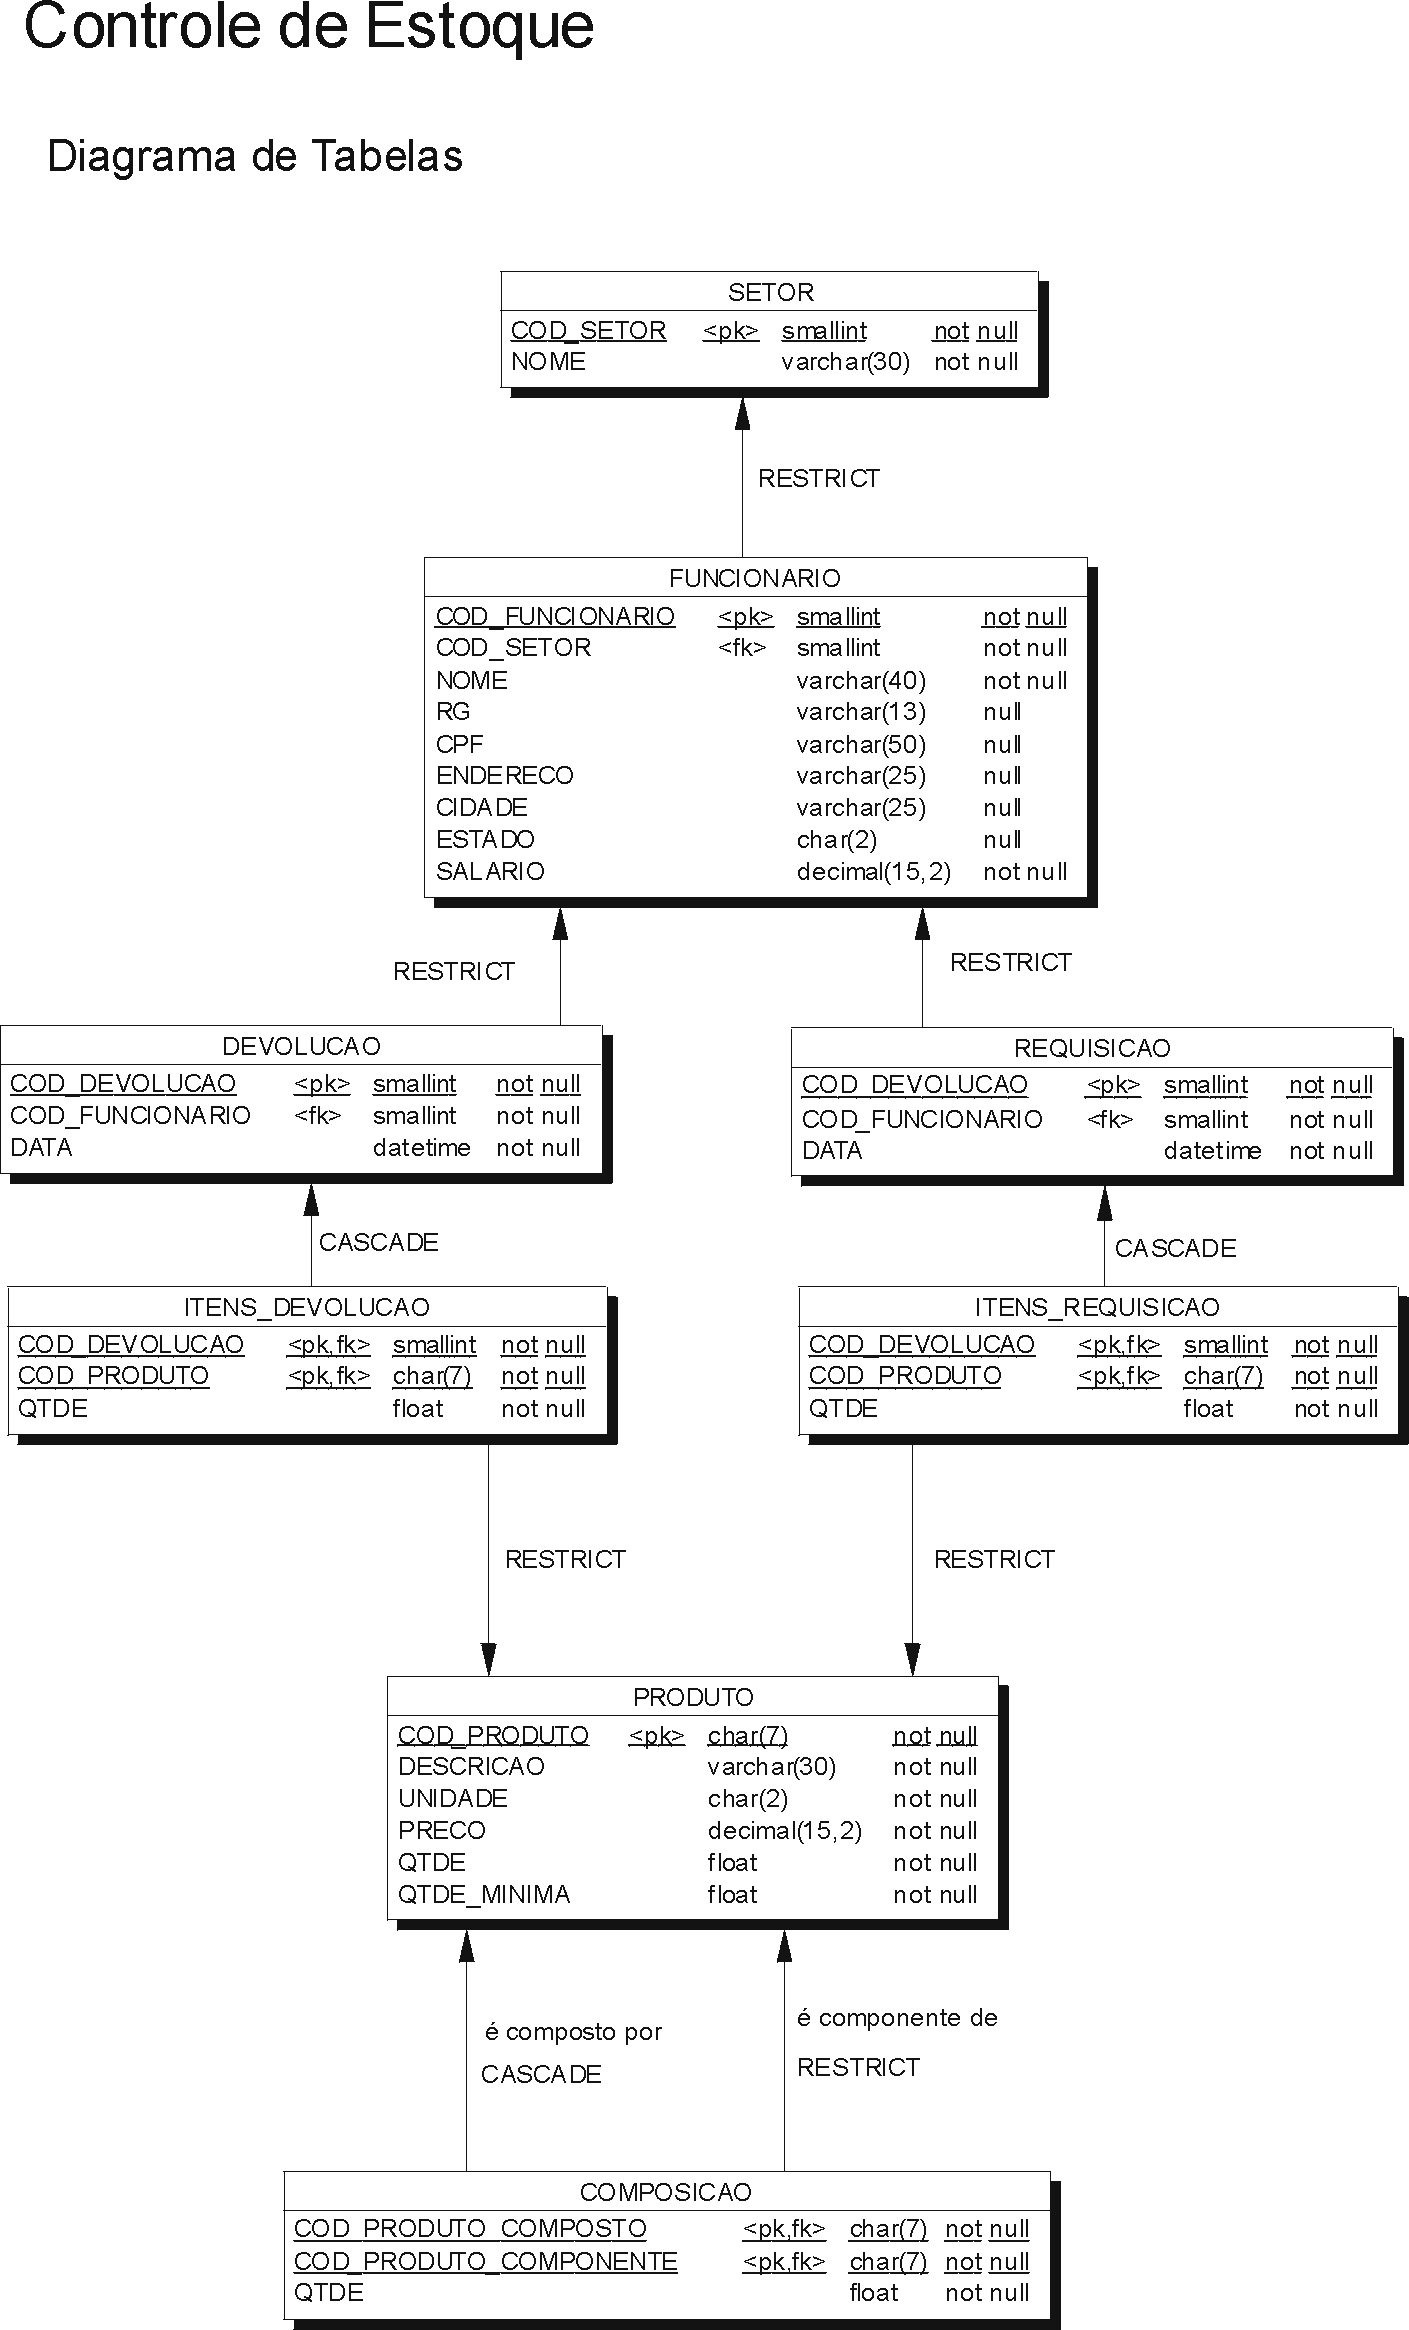 Controle de Estoque
Diagrama de Tabelas
SETOR
COD_SETOR <pk> smallint not null
NOME varchar(30) not null
RESTRICT
FUNCIONARIO
COD_FUNCIONARIO <pk> smallint not null
COD_SETOR <fk> smallint not null
NOME varchar(40) not null
RG varchar(13) null
CPF varchar(50) null
ENDERECO varchar(25) null
CIDADE varchar(25) null
ESTADO char(2) null
SALARIO decimal(15,2) not null
RESTRICT
RESTRICT
DEVOLUCAO
COD_DEVOLUCAO <pk> smallint not null
COD_FUNCIONARIO <fk> smallint not null
DATA datetime not null
REQUISICAO
COD_DEVOLUCAO <pk> smallint not null
COD_FUNCIONARIO <fk> smallint not null
DATA datetime not null
CASCADE
CASCADE
ITENS_DEVOLUCAO
COD_DEVOLUCAO <pk,fk> smallint not null
COD_PRODUTO <pk,fk> char(7) not null
QTDE float not null
ITENS_REQUISICAO
COD_DEVOLUCAO <pk,fk> smallint not null
COD_PRODUTO <pk,fk> char(7) not null
QTDE float not null
RESTRICT
RESTRICT
PRODUTO
COD_PRODUTO <pk> char(7) not null
DESCRICAO varchar(30) not null
UNIDADE char(2) not null
PRECO decimal(15,2) not null
QTDE float not null
QTDE_MINIMA float not null
é composto por
CASCADE
é componente de
RESTRICT
COMPOSICAO
COD_PRODUTO_COMPOSTO <pk,fk> char(7) not null
COD_PRODUTO_COMPONENTE <pk,fk> char(7) not null
QTDE float not null